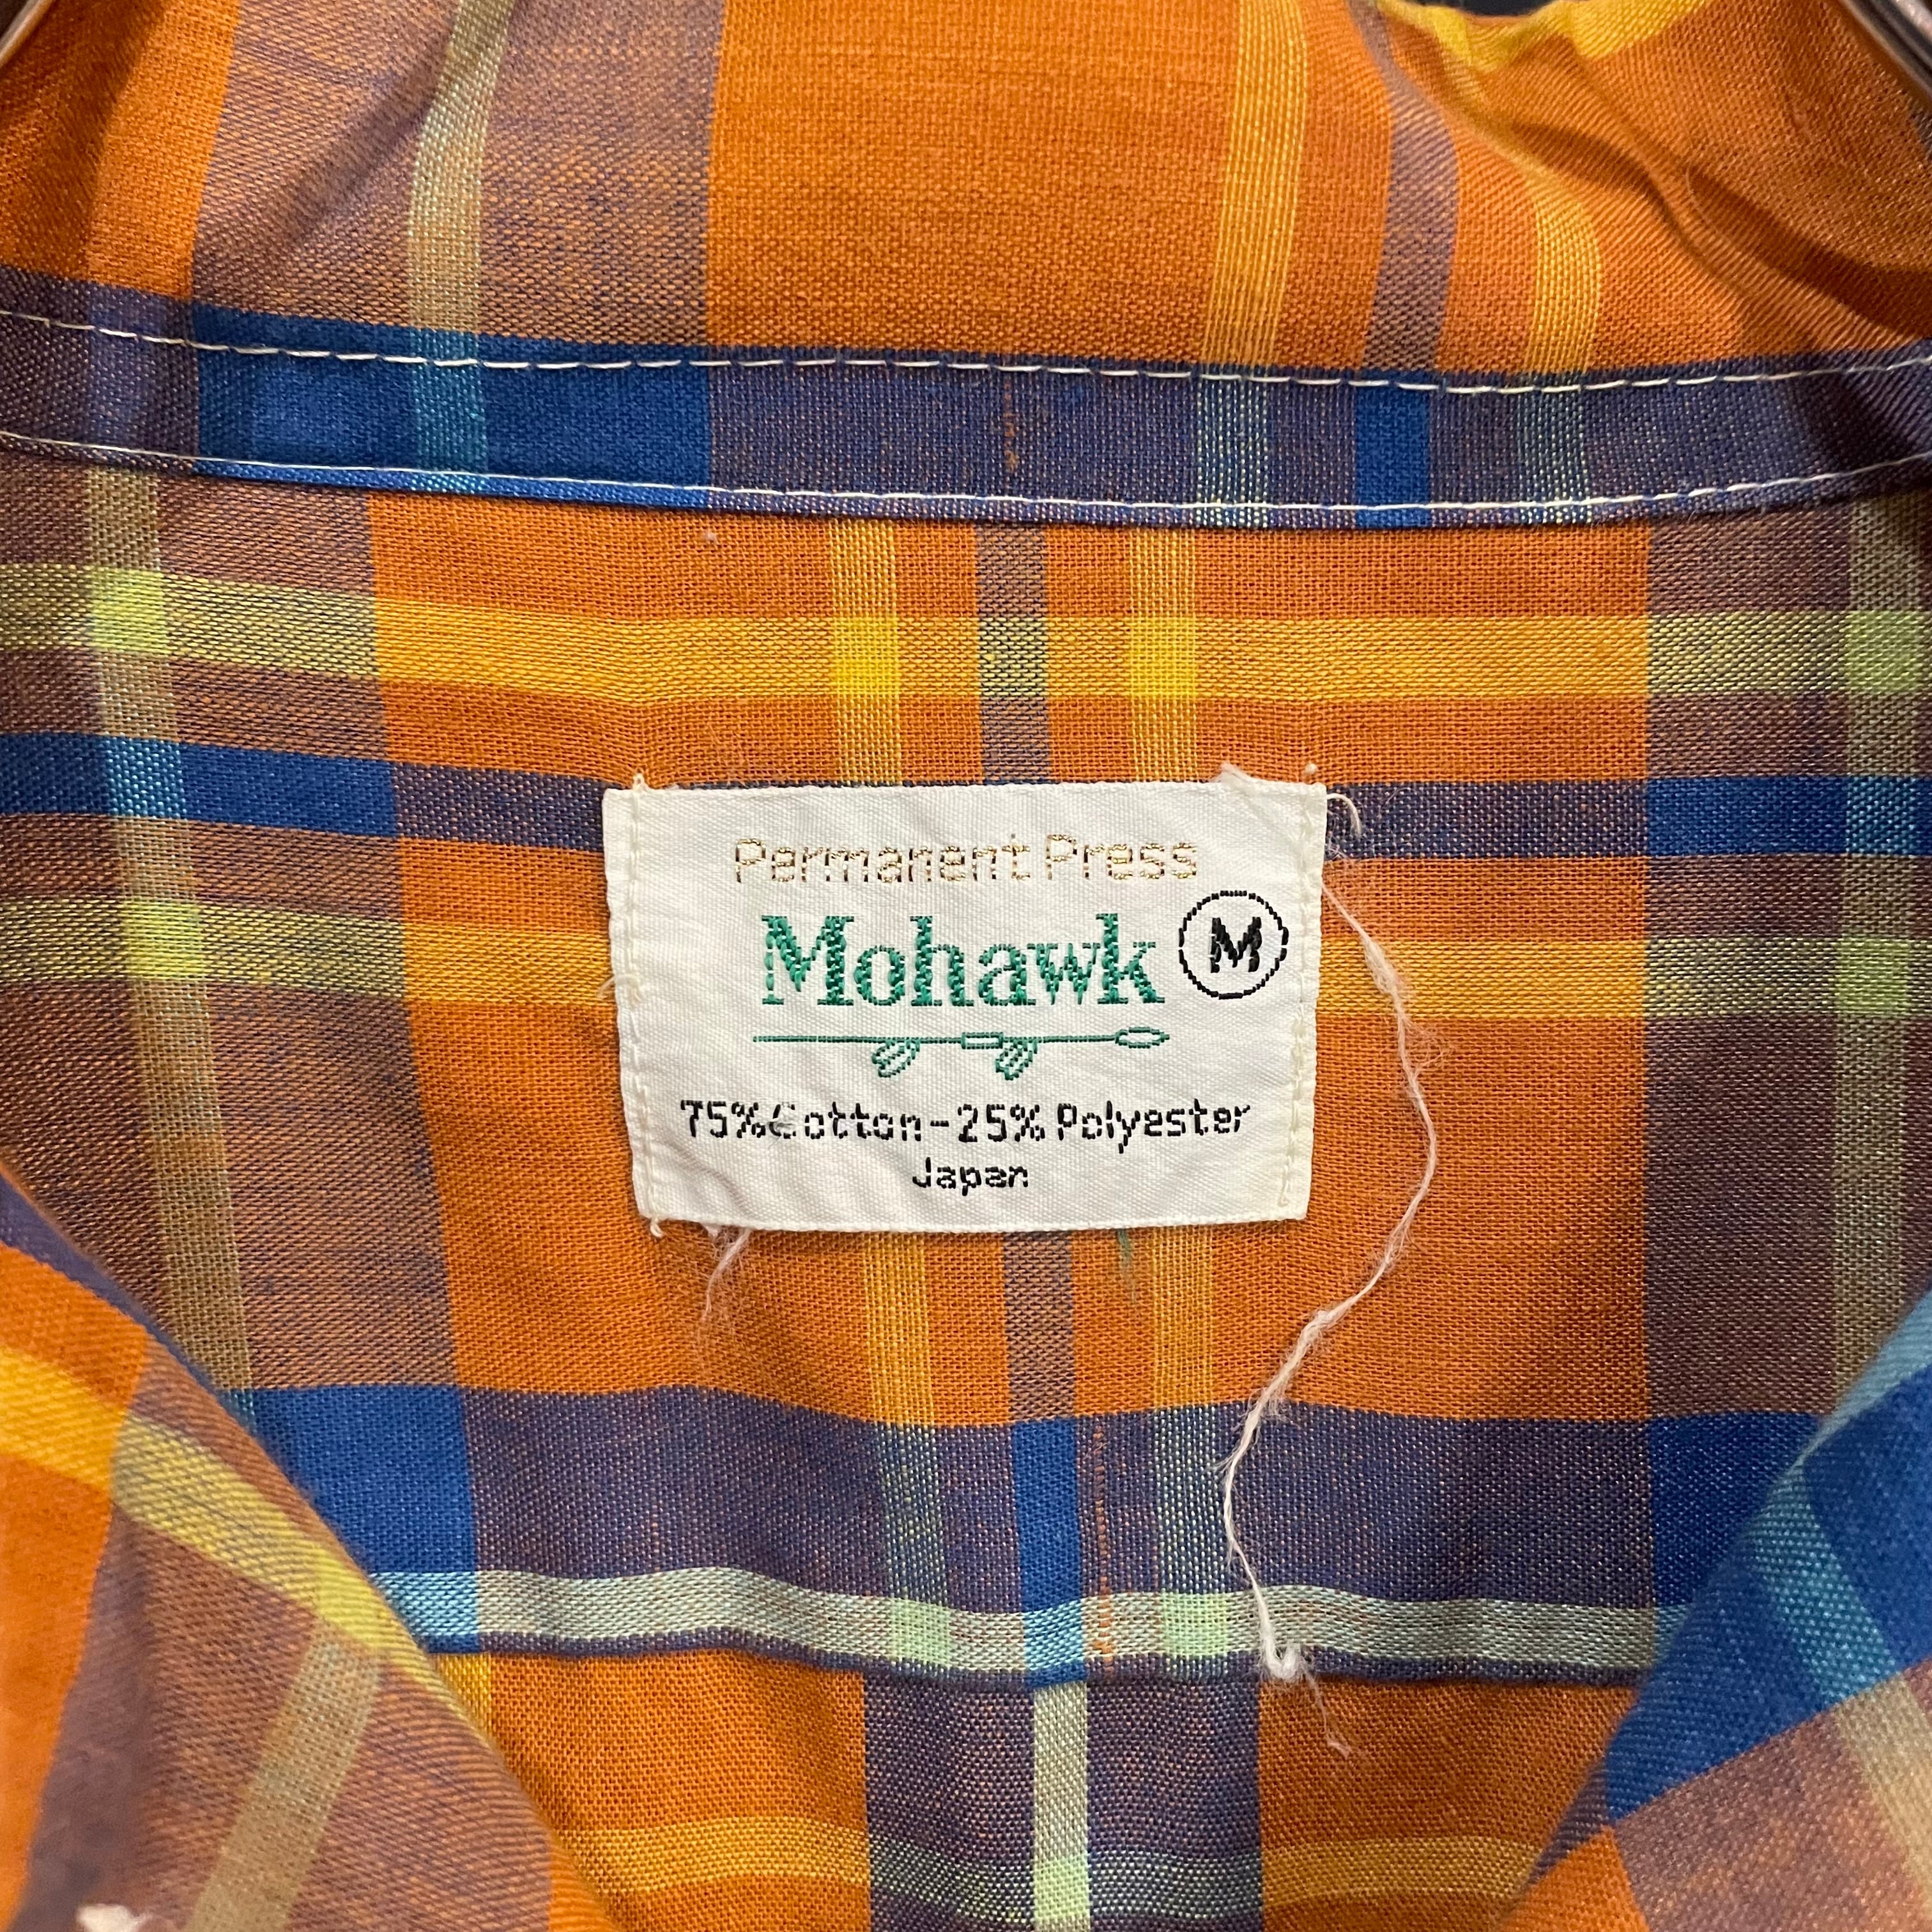 Permanent Press
Mohawk M
75% Cotton-25% Polyester
Japan